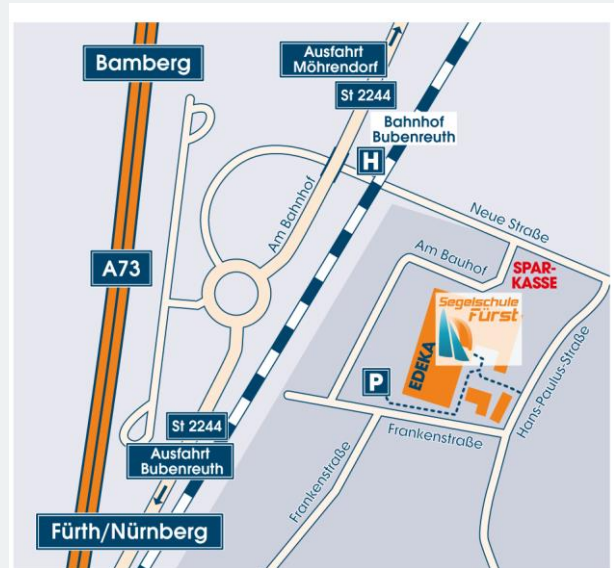 Bamberg
Ausfahrt
Möhrendorf
St 2244
Bahnhof
Bubenreuth
H
Am Bahnhof
Neue Straße
A73
Am Bauhof
SPAR-
KASSE
Segelschule
Fürst
EDEKA
P
Hans-Paulus-Straße
Frankenstraße
St 2244
Ausfahrt
Bubenreuth
Frankenstraße
Fürth/Nürnberg